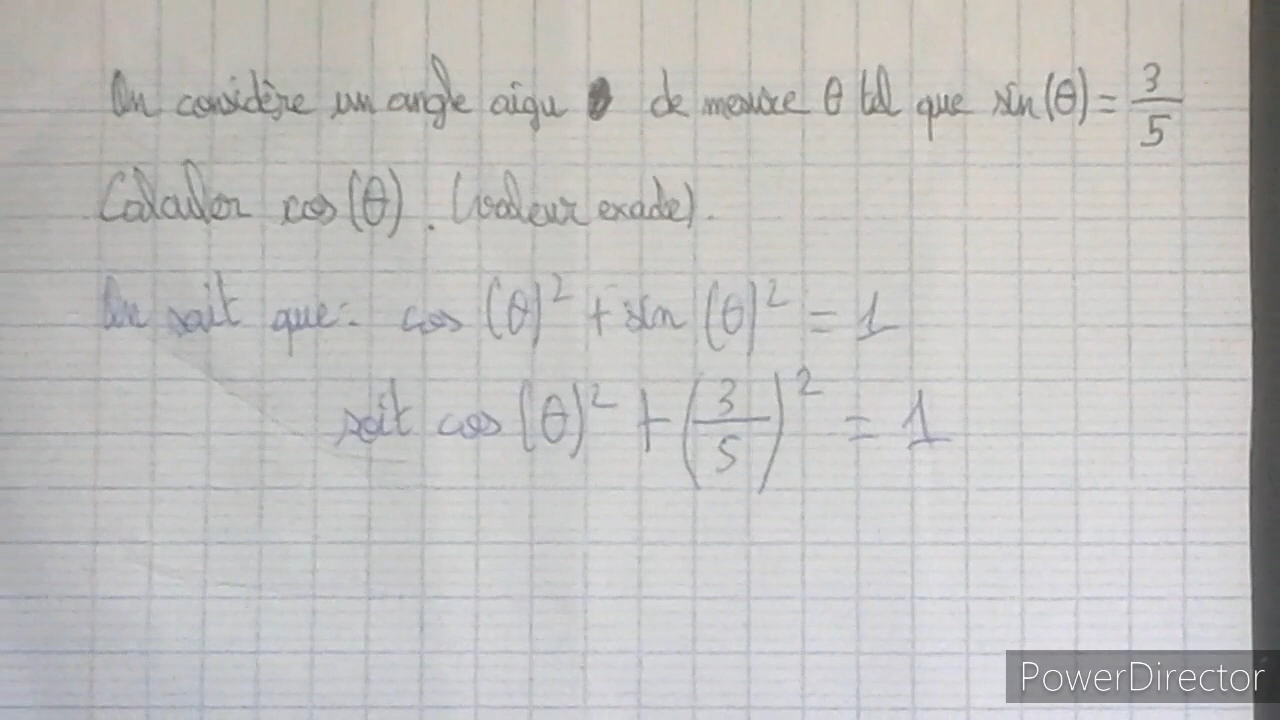 On considère un angle aigu de mesure θ tel que sin(θ) = 3/5
Calculer cos(θ). (valeur exacte).
On sait que: cos (θ)² + sin (θ)² = 1
soit cos (θ)² + (3/5)² = 1
PowerDirector